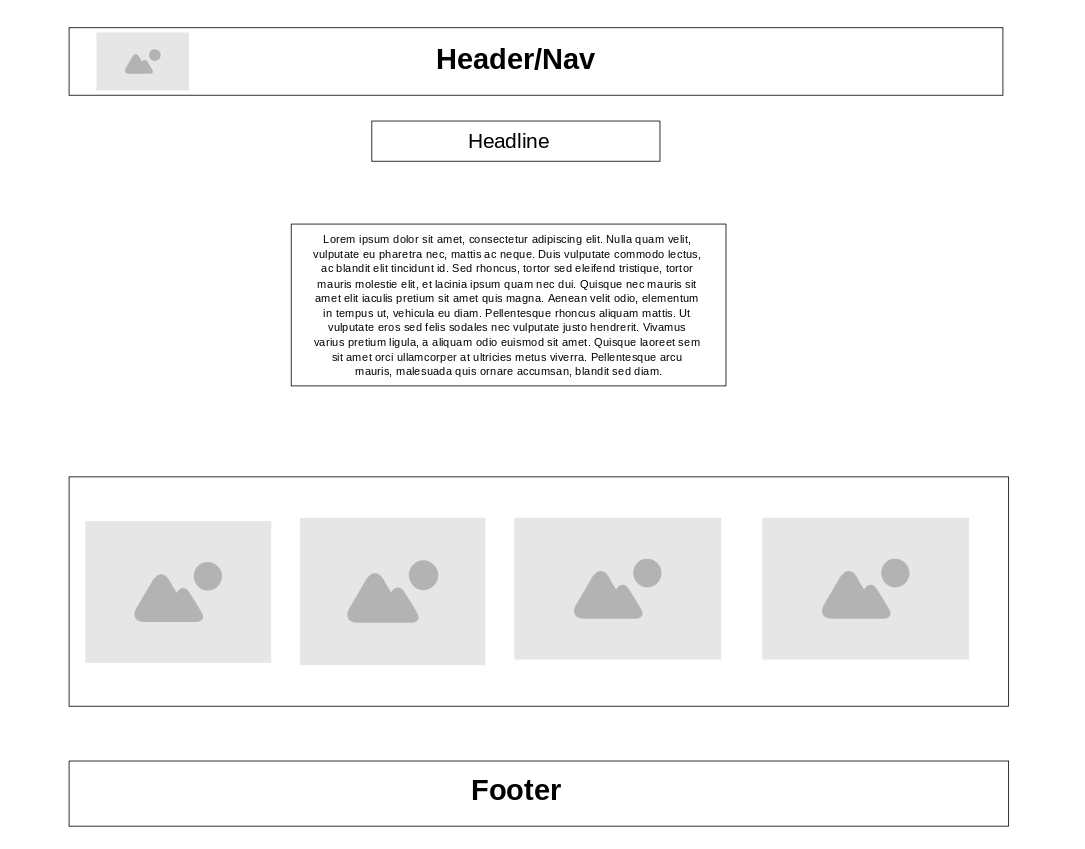 Header/Nav
Headline
Lorem ipsum dolor sit amet, consectetur adipiscing elit. Nulla quam velit,
vulputate eu pharetra nec, mattis ac neque. Duis vulputate commodo lectus,
ac blandit elit tincidunt id. Sed rhoncus, tortor sed eleifend tristique, tortor
mauris molestie elit, et lacinia ipsum quam nec dui. Quisque nec mauris sit
amet elit iaculis pretium sit amet quis magna. Aenean velit odio, elementum
in tempus ut, vehicula eu diam. Pellentesque rhoncus aliquam mattis. Ut
vulputate eros sed felis sodales nec vulputate justo hendrerit. Vivamus
varius pretium ligula, a aliquam odio euismod sit amet. Quisque laoreet sem
sit amet orci ullamcorper at ultricies metus viverra. Pellentesque arcu
mauris, malesuada quis ornare accumsan, blandit sed diam.
Footer